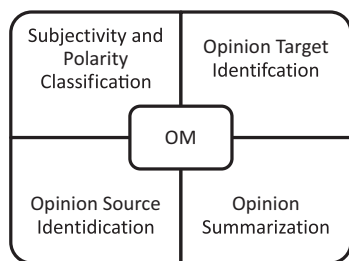 Subjectivity and
Polarity
Classification
Opinion Target
Identifcation
OM
Opinion Source
Identidication
Opinion
Summarization